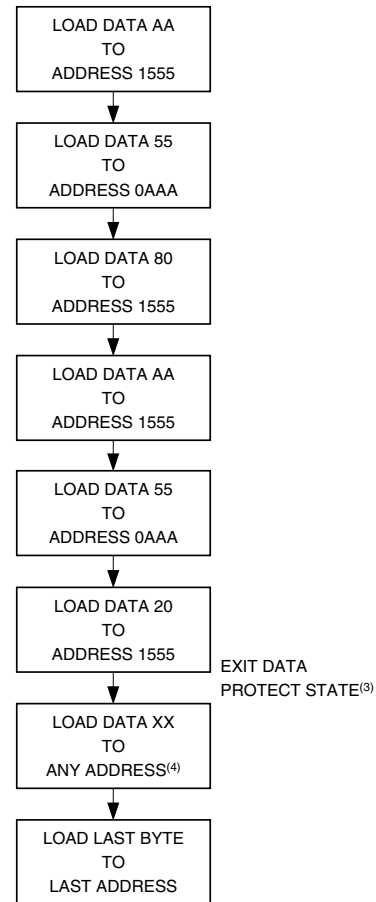 LOAD DATA AA
TO
ADDRESS 1555
LOAD DATA 55
TO
ADDRESS 0AAA
LOAD DATA 80
TO
ADDRESS 1555
LOAD DATA AA
TO
ADDRESS 1555
LOAD DATA 55
TO
ADDRESS 0AAA
LOAD DATA 20
TO
ADDRESS 1555
EXIT DATA
PROTECT STATE(3)
LOAD DATA XX
TO
ANY ADDRESS(4)
LOAD LAST BYTE
TO
LAST ADDRESS